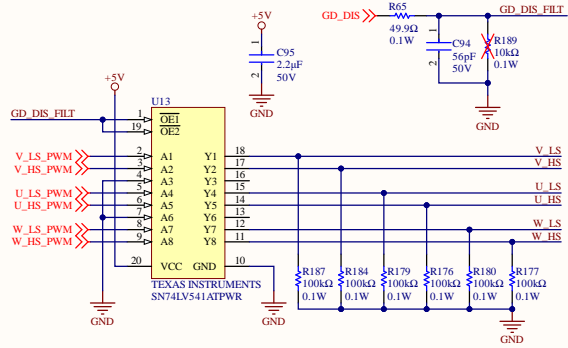 R65
GD_DIS
49.9Ω
0.1W
GD_DIS_FILT
1
C94
56pF
50V
2
R189
10kΩ
0.1W
GND
+5V
1
C95
2.2µF
50V
2
GND
+5V
U13
GD_DIS_FILT
1
OE1
19
OE2
V_LS_PWM
2
A1
Y1
18
V_LS
V_HS_PWM
3
A2
Y2
17
V_HS
4
A3
Y3
16
U_LS_PWM
5
A4
Y4
15
U_LS
U_HS_PWM
6
A5
Y5
14
U_HS
7
A6
Y6
13
W_LS_PWM
8
A7
Y7
12
W_LS
W_HS_PWM
9
A8
Y8
11
W_HS
20
VCC
GND
10
TEXAS INSTRUMENTS
SN74LV541ATPWR
GND
GND
R187
100kΩ
0.1W
R184
100kΩ
0.1W
R179
100kΩ
0.1W
R176
100kΩ
0.1W
R180
100kΩ
0.1W
R177
100kΩ
0.1W
GND